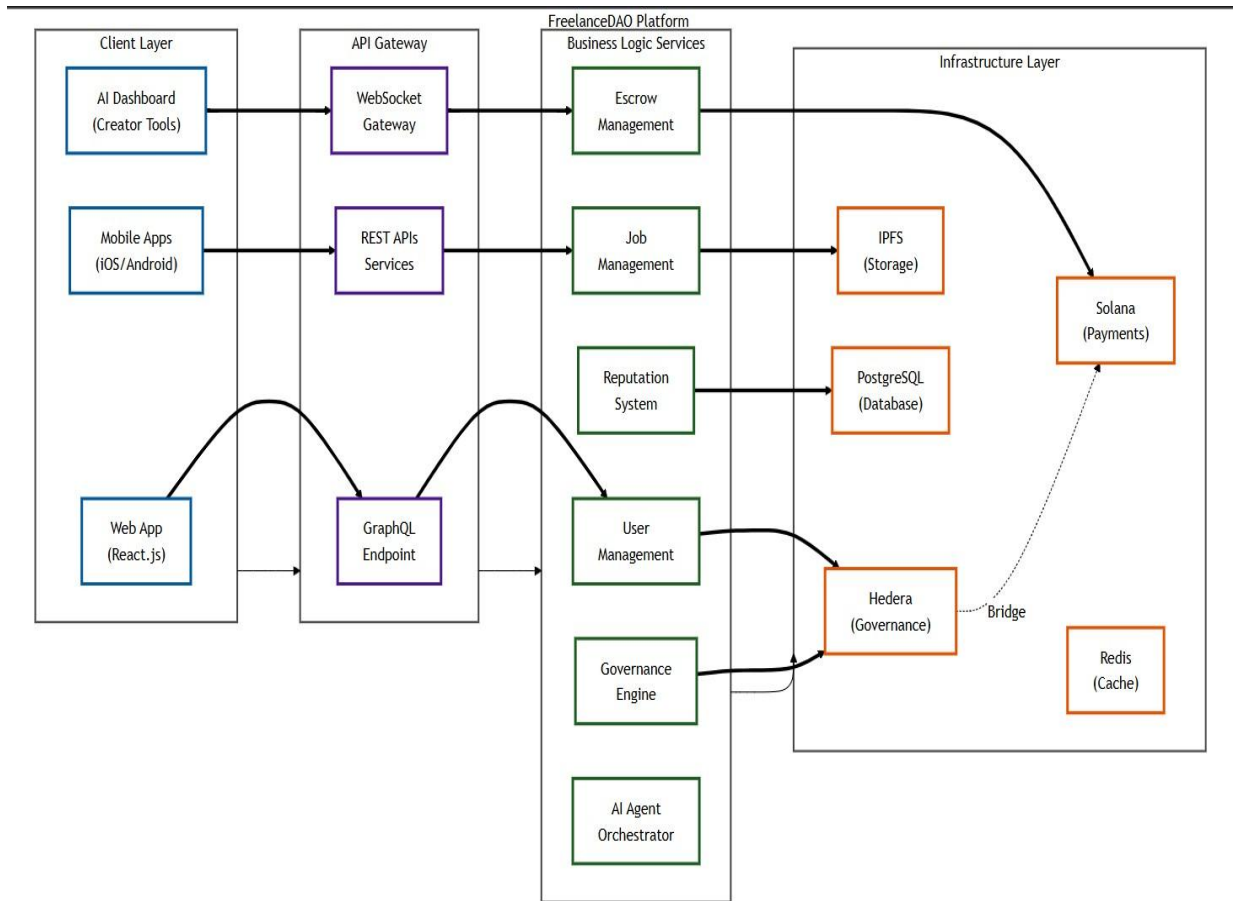 FreelanceDAO Platform
Client Layer
API Gateway
Business Logic Services
Infrastructure Layer
AI Dashboard
(Creator Tools)
WebSocket
Gateway
Escrow
Management
Mobile Apps
(iOS/Android)
REST APIs
Services
Job
Management
IPFS
(Storage)
Solana
(Payments)
Reputation
System
PostgreSQL
(Database)
Web App
(React.js)
GraphQL
Endpoint
User
Management
Hedera
(Governance)
Bridge
Governance
Engine
Redis
(Cache)
AI Agent
Orchestrator